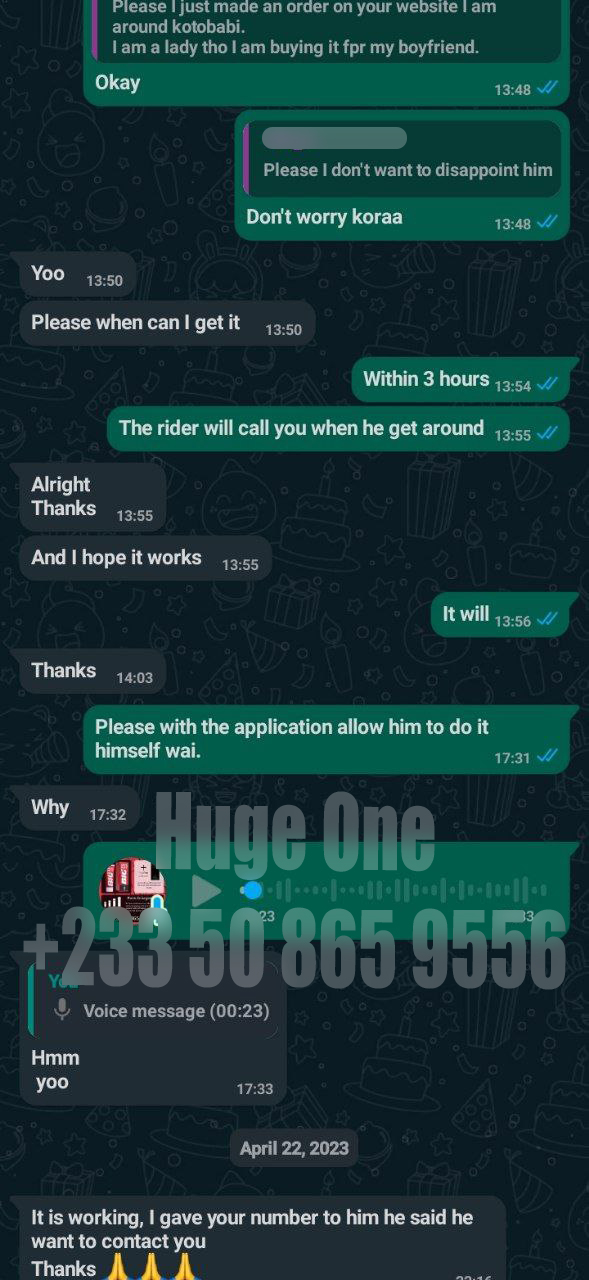 Please I just made an order on your website I am
around kotobabi.
I am a lady tho I am buying it fpr my boyfriend.
Okay
13:48
Please I don't want to disappoint him
Don't worry koraa
13:48
Yoo
13:50
Please when can I get it
13:50
Within 3 hours
13:54
The rider will call you when he get around
13:55
Alright
Thanks
13:55
And I hope it works
13:55
It will
13:56
Thanks
14:03
Please with the application allow him to do it
himself wai.
17:31
Why
17:32
Huge One
+233 50 865 9556
You
Voice message (00:23)
Hmm
yoo
17:33
April 22, 2023
It is working, I gave your number to him he said he
want to contact you
Thanks 🙏🙏🙏